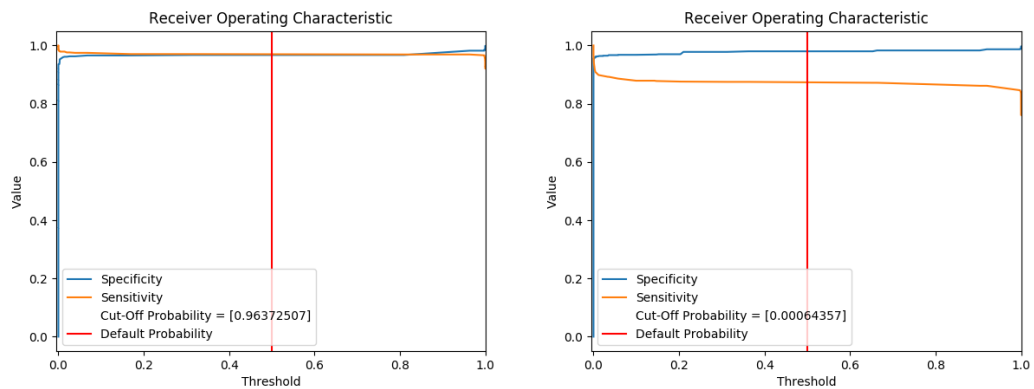 Receiver Operating Characteristic
1.0
0.8
0.6
0.4
0.2
0.0
Value
Specificity
Sensitivity
Cut-Off Probability = [0.96372507]
Default Probability
0.0
0.2
0.4
0.6
0.8
1.0
Threshold
Receiver Operating Characteristic
1.0
0.8
0.6
0.4
0.2
0.0
Value
Specificity
Sensitivity
Cut-Off Probability = [0.00064357]
Default Probability
0.0
0.2
0.4
0.6
0.8
1.0
Threshold